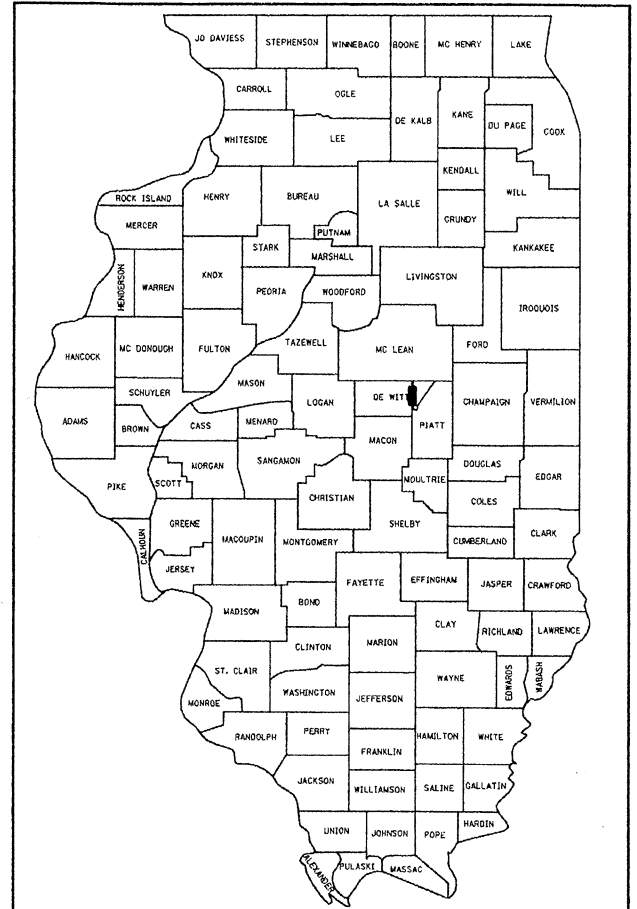 JO DAVIESS
STEPHENSON
WINNEBAGO
BOONE
MC HENRY
LAKE
CARROLL
OGLE
DE KALB
KANE
DU PAGE
COOK
WHITESIDE
LEE
KENDALL
WILL
ROCK ISLAND
HENRY
BUREAU
LA SALLE
GRUNDY
MERCER
PUTNAM
STARK
MARSHALL
KANKAKEE
HENDERSON
WARREN
KNOX
PEORIA
WOODFORD
LIVINGSTON
IROQUOIS
HANCOCK
MC DONOUGH
FULTON
TAZEWELL
MC LEAN
FORD
MASON
SCHUYLER
LOGAN
DE WITT
CHAMPAIGN
VERMILION
ADAMS
BROWN
CASS
MENARD
MACON
PIATT
PIKE
SCOTT
MORGAN
SANGAMON
CHRISTIAN
MOULTRIE
DOUGLAS
EDGAR
COLES
CALHOUN
GREENE
MACOUPIN
MONTGOMERY
SHELBY
CUMBERLAND
CLARK
JERSEY
FAYETTE
EFFINGHAM
JASPER
CRAWFORD
MADISON
BOND
CLAY
RICHLAND
LAWRENCE
CLINTON
MARION
ST. CLAIR
WAYNE
EDWARDS
WABASH
MONROE
WASHINGTON
JEFFERSON
RANDOLPH
PERRY
HAMILTON
WHITE
FRANKLIN
JACKSON
WILLIAMSON
SALINE
GALLATIN
UNION
JOHNSON
POPE
HARDIN
ALEXANDER
PULASKI
MASSAC